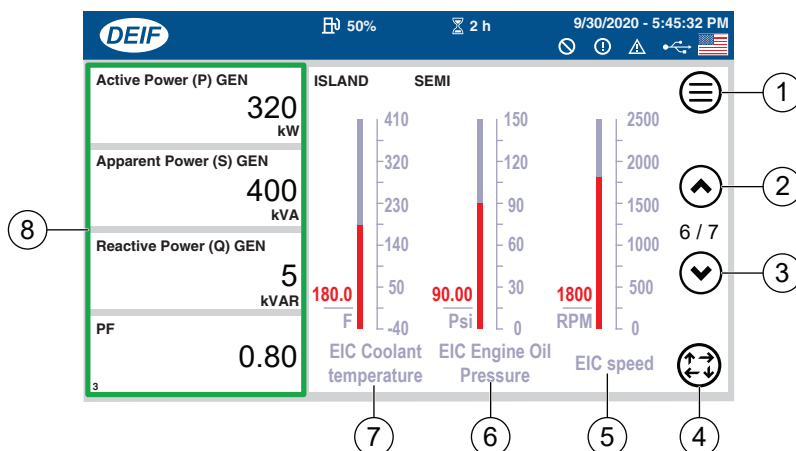 DEIF
50%
2 h
9/30/2020 - 5:45:32 PM
Active Power (P) GEN
320
kW
Apparent Power (S) GEN
400
kVA
Reactive Power (Q) GEN
5
kVAR
PF
0.80
3
ISLAND SEMI
410
320
230
140
50
-40
180.0
F
EIC Coolant
temperature
150
120
90
60
30
0
90.00
Psi
EIC Engine Oil
Pressure
2500
2000
1500
1000
500
0
1800
RPM
EIC speed
6 / 7
1
2
3
4
5
6
7
8